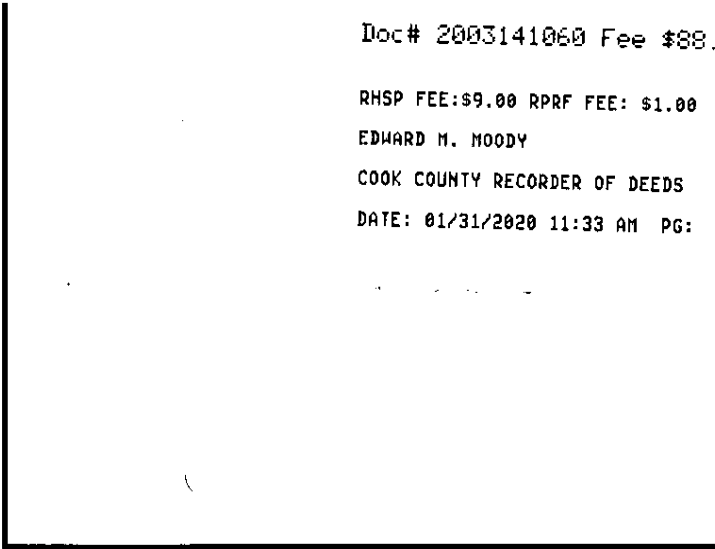 Doc# 2003141060 Fee $88.
RHSP FEE:$9.00 RPRF FEE: $1.00
EDWARD M. MOODY
COOK COUNTY RECORDER OF DEEDS
DATE: 01/31/2020 11:33 AM PG: